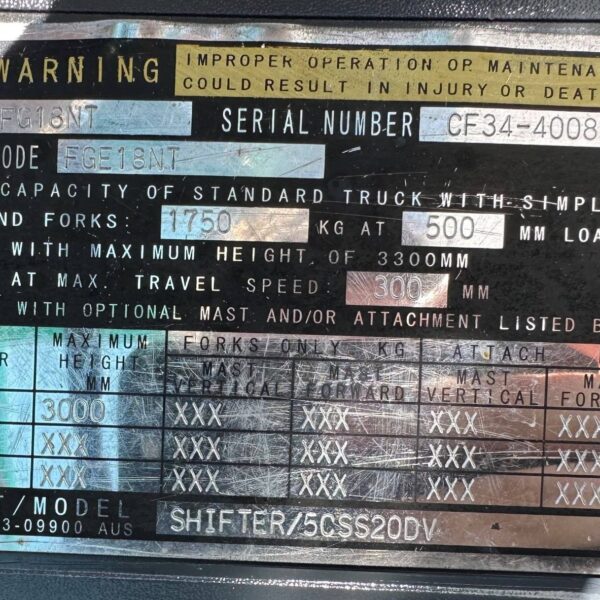 WARNING IMPROPER OPERATION OR MAINTENA
COULD RESULT IN INJURY OR DEAT
FG18NT SERIAL NUMBER CF34-4008
ODE FGE18NT
CAPACITY OF STANDARD TRUCK WITH SIMPL
ND FORKS: 1750 KG AT 500 MM LOA
WITH MAXIMUM HEIGHT OF 3300MM
AT MAX. TRAVEL SPEED: 300 MM
WITH OPTIONAL MAST AND/OR ATTACHMENT LISTED B
MAXIMUM FORKS ONLY KG ATTACH
R HEIGHT MAST MAST MAST MA
MM VERTICAL FORWARD VERTICAL FOR
3000 XXX XXX XXX XXX
XXX XXX XXX XXX XXX
XXX XXX XXX XXX XXX
T/MODEL SHIFTER/5CSS20DV
3-09900 AUS